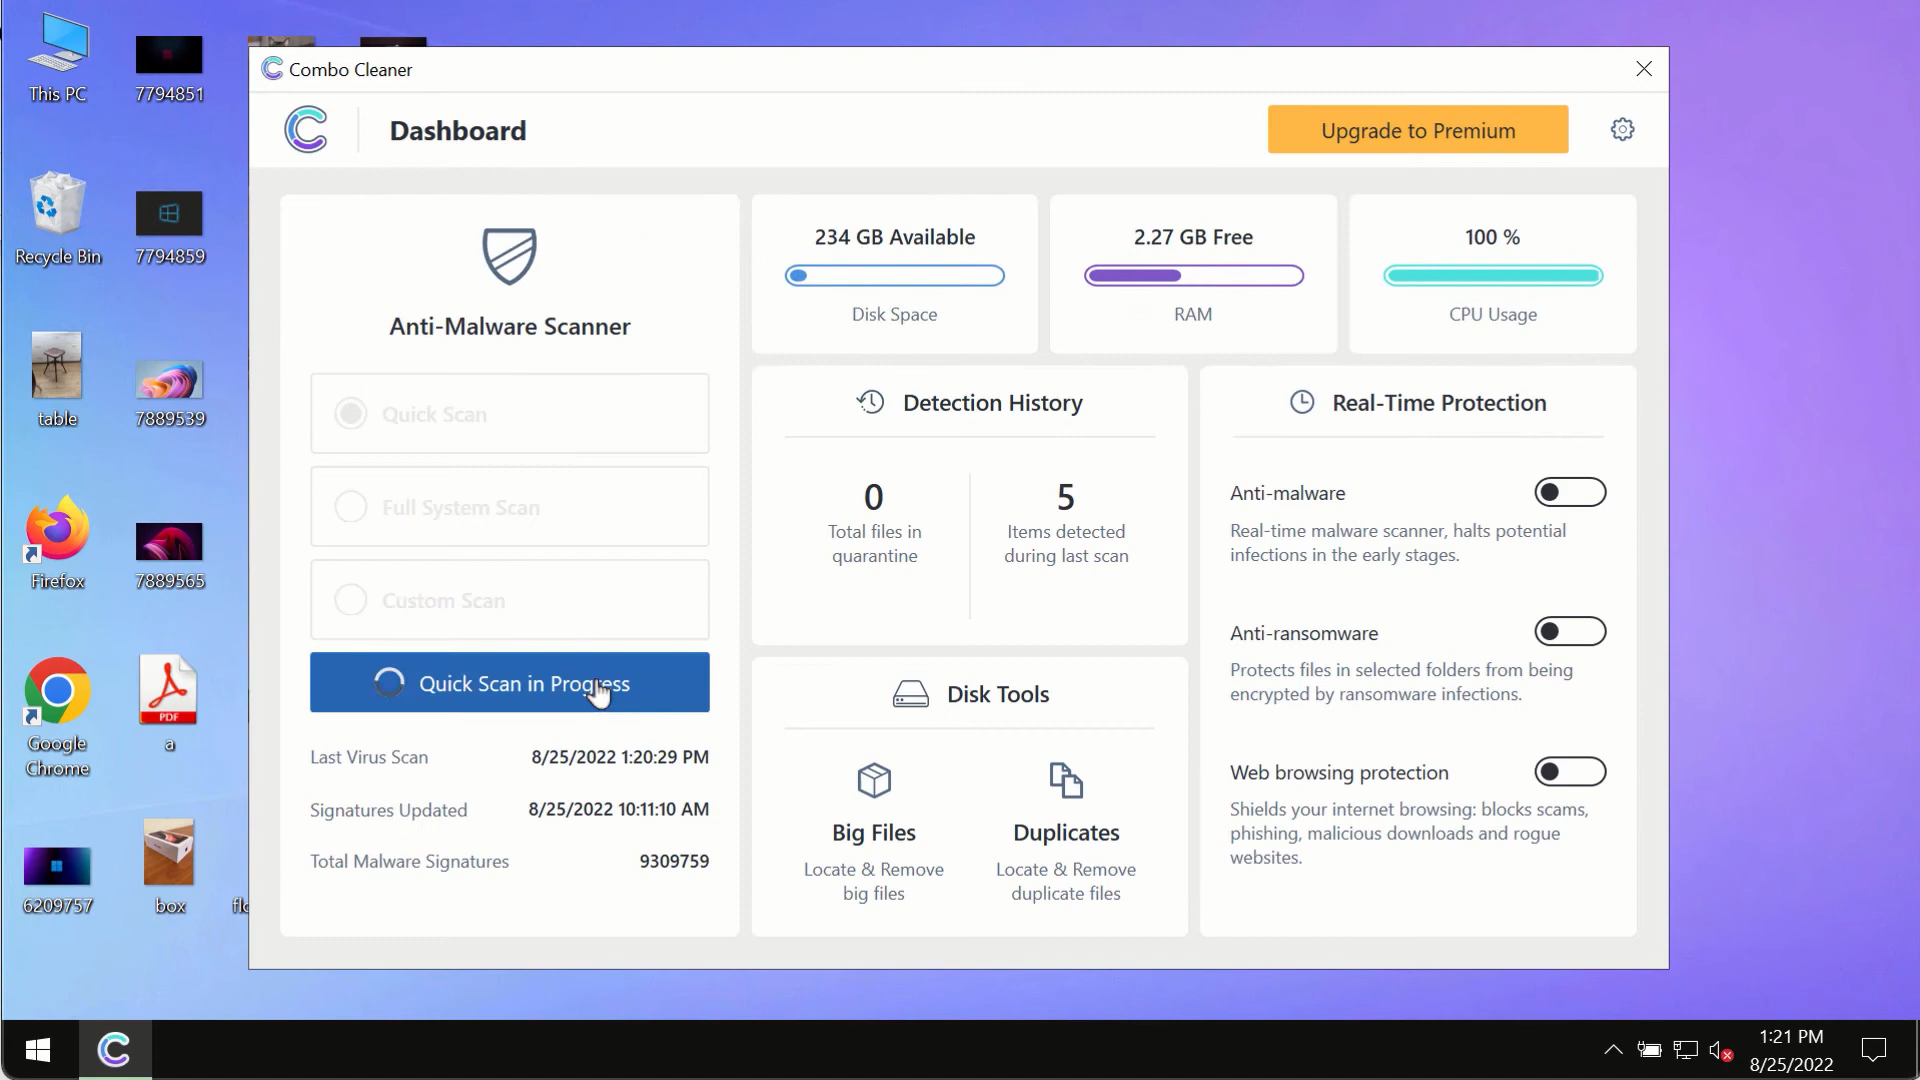 This PC
7794851
Recycle Bin
7794859
table
7889539
Firefox
7889565
Google
Chrome
PDF
a
6209757
box
Combo Cleaner
Dashboard
Upgrade to Premium
Anti-Malware Scanner
Quick Scan
Full System Scan
Custom Scan
Quick Scan in Progress
Last Virus Scan 8/25/2022 1:20:29 PM
Signatures Updated 8/25/2022 10:11:10 AM
Total Malware Signatures 9309759
234 GB Available
Disk Space
2.27 GB Free
RAM
100 %
CPU Usage
Detection History
0
Total files in
quarantine
5
Items detected
during last scan
Disk Tools
Big Files
Locate & Remove
big files
Duplicates
Locate & Remove
duplicate files
Real-Time Protection
Anti-malware
Real-time malware scanner, halts potential
infections in the early stages.
Anti-ransomware
Protects files in selected folders from being
encrypted by ransomware infections.
Web browsing protection
Shields your internet browsing: blocks scams,
phishing, malicious downloads and rogue
websites.
1:21 PM
8/25/2022